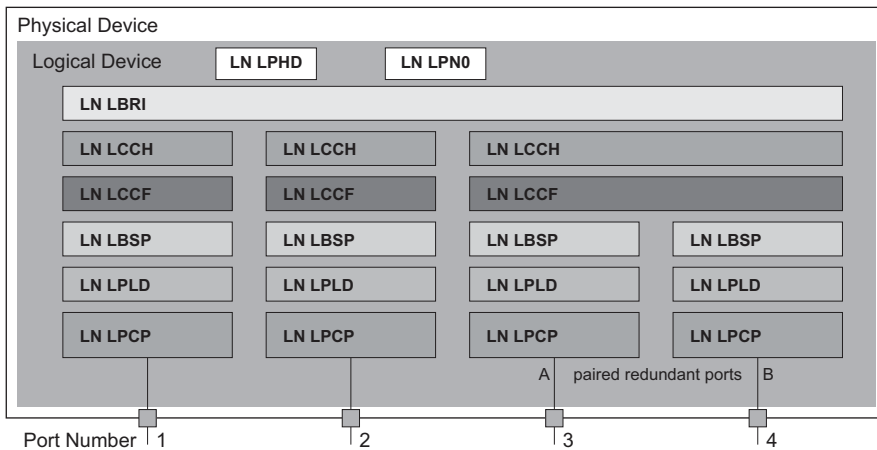 Physical Device
Logical Device LN LPHD LN LPN0
LN LBRI
LN LCCH LN LCCH LN LCCH
LN LCCF LN LCCF LN LCCF
LN LBSP LN LBSP LN LBSP LN LBSP
LN LPLD LN LPLD LN LPLD LN LPLD
LN LPCP LN LPCP LN LPCP LN LPCP
A paired redundant ports B
Port Number 1 2 3 4